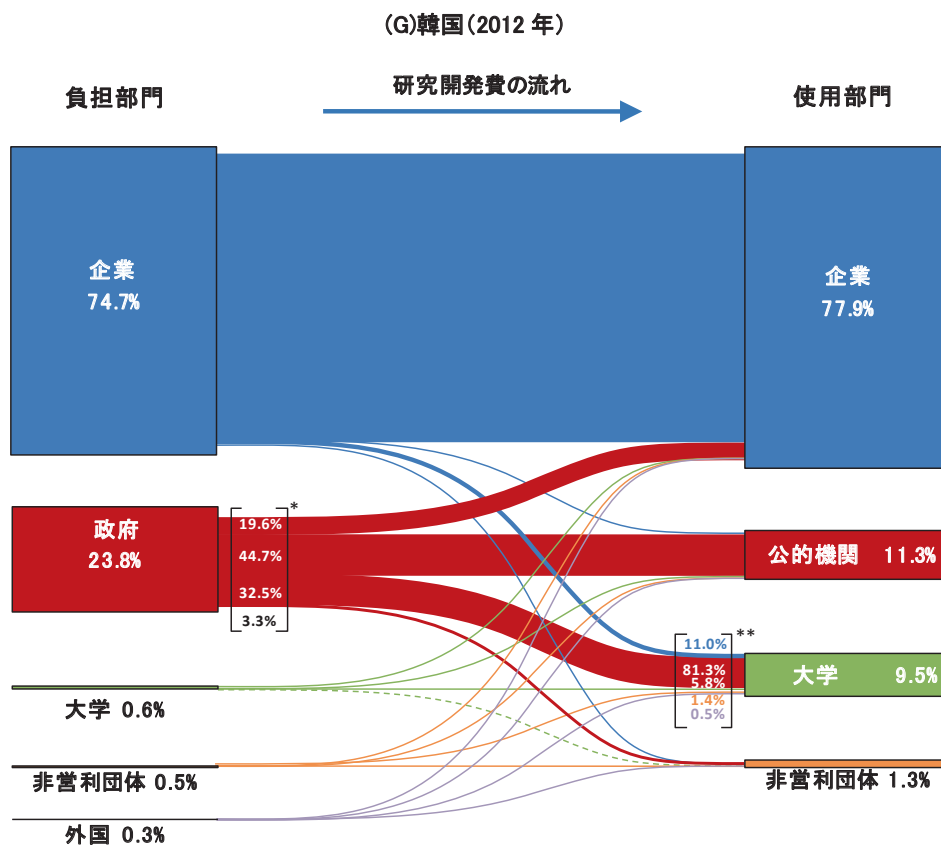 (G)韓国(2012 年)
研究開発費の流れ
負担部門
使用部門
企業
74.7%
企業
77.9%
政府
23.8%
*
19.6%
44.7%
32.5%
3.3%
公的機関 11.3%
**
11.0%
81.3%
5.8%
1.4%
0.5%
大学 9.5%
大学 0.6%
非営利団体 0.5%
非営利団体 1.3%
外国 0.3%